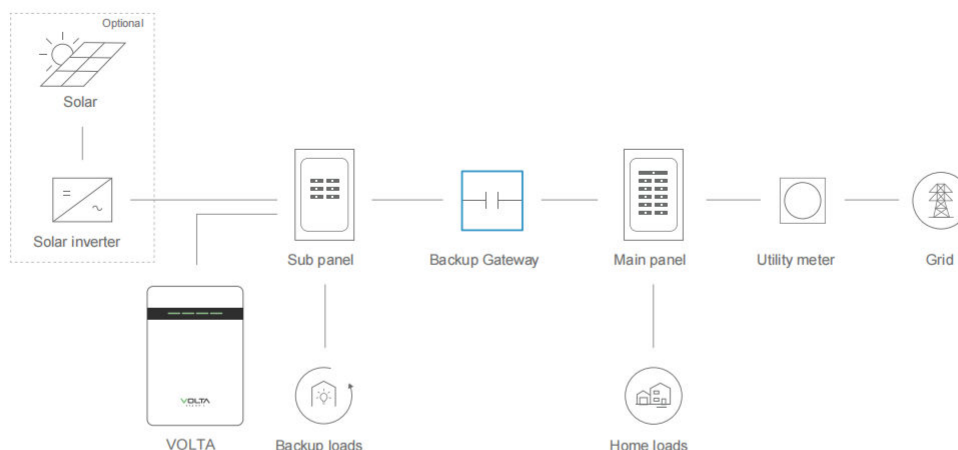 Optional
Solar
Solar inverter
Sub panel
Backup Gateway
Main panel
Utility meter
Grid
VOLTA
VOLTA
Backup loads
Home loads